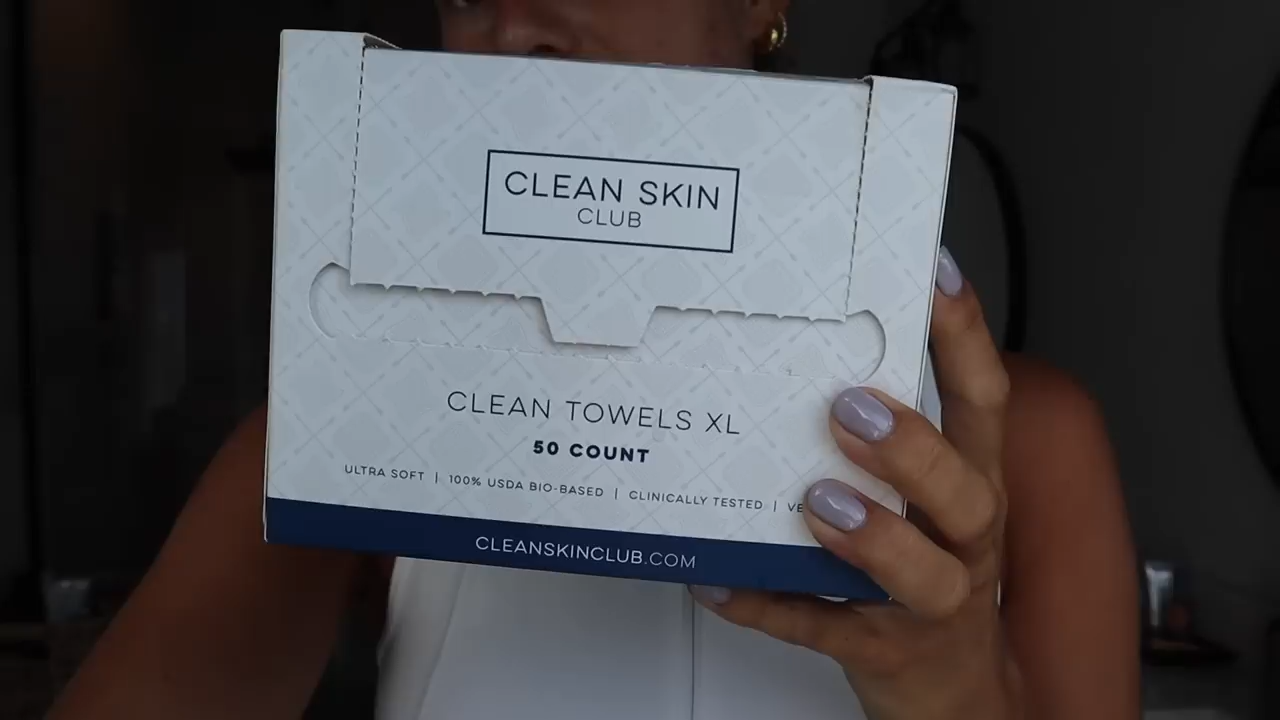 CLEAN SKIN
CLUB
CLEAN TOWELS XL
50 COUNT
ULTRA SOFT | 100% USDA BIO-BASED | CLINICALLY TESTED |
CLEANSKINCLUB.COM